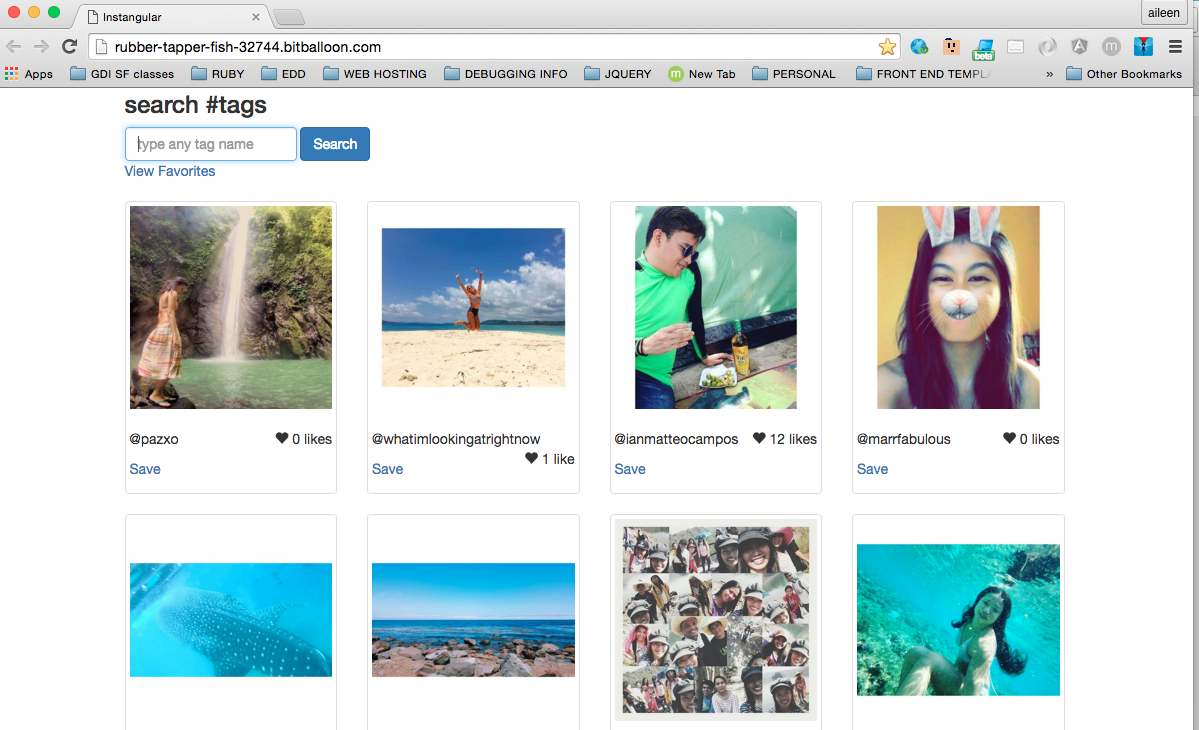 Instangular
aileen
rubber-tapper-fish-32744.bitballoon.com
beta
Apps GDI SF classes RUBY EDD WEB HOSTING DEBUGGING INFO JQUERY m New Tab PERSONAL FRONT END TEMPLA » Other Bookmarks
search #tags
type any tag name Search
View Favorites
@pazxo 0 likes
Save
@whatimlookingatrightnow
1 like
Save
@ianmatteocampos 12 likes
Save
@marrfabulous 0 likes
Save